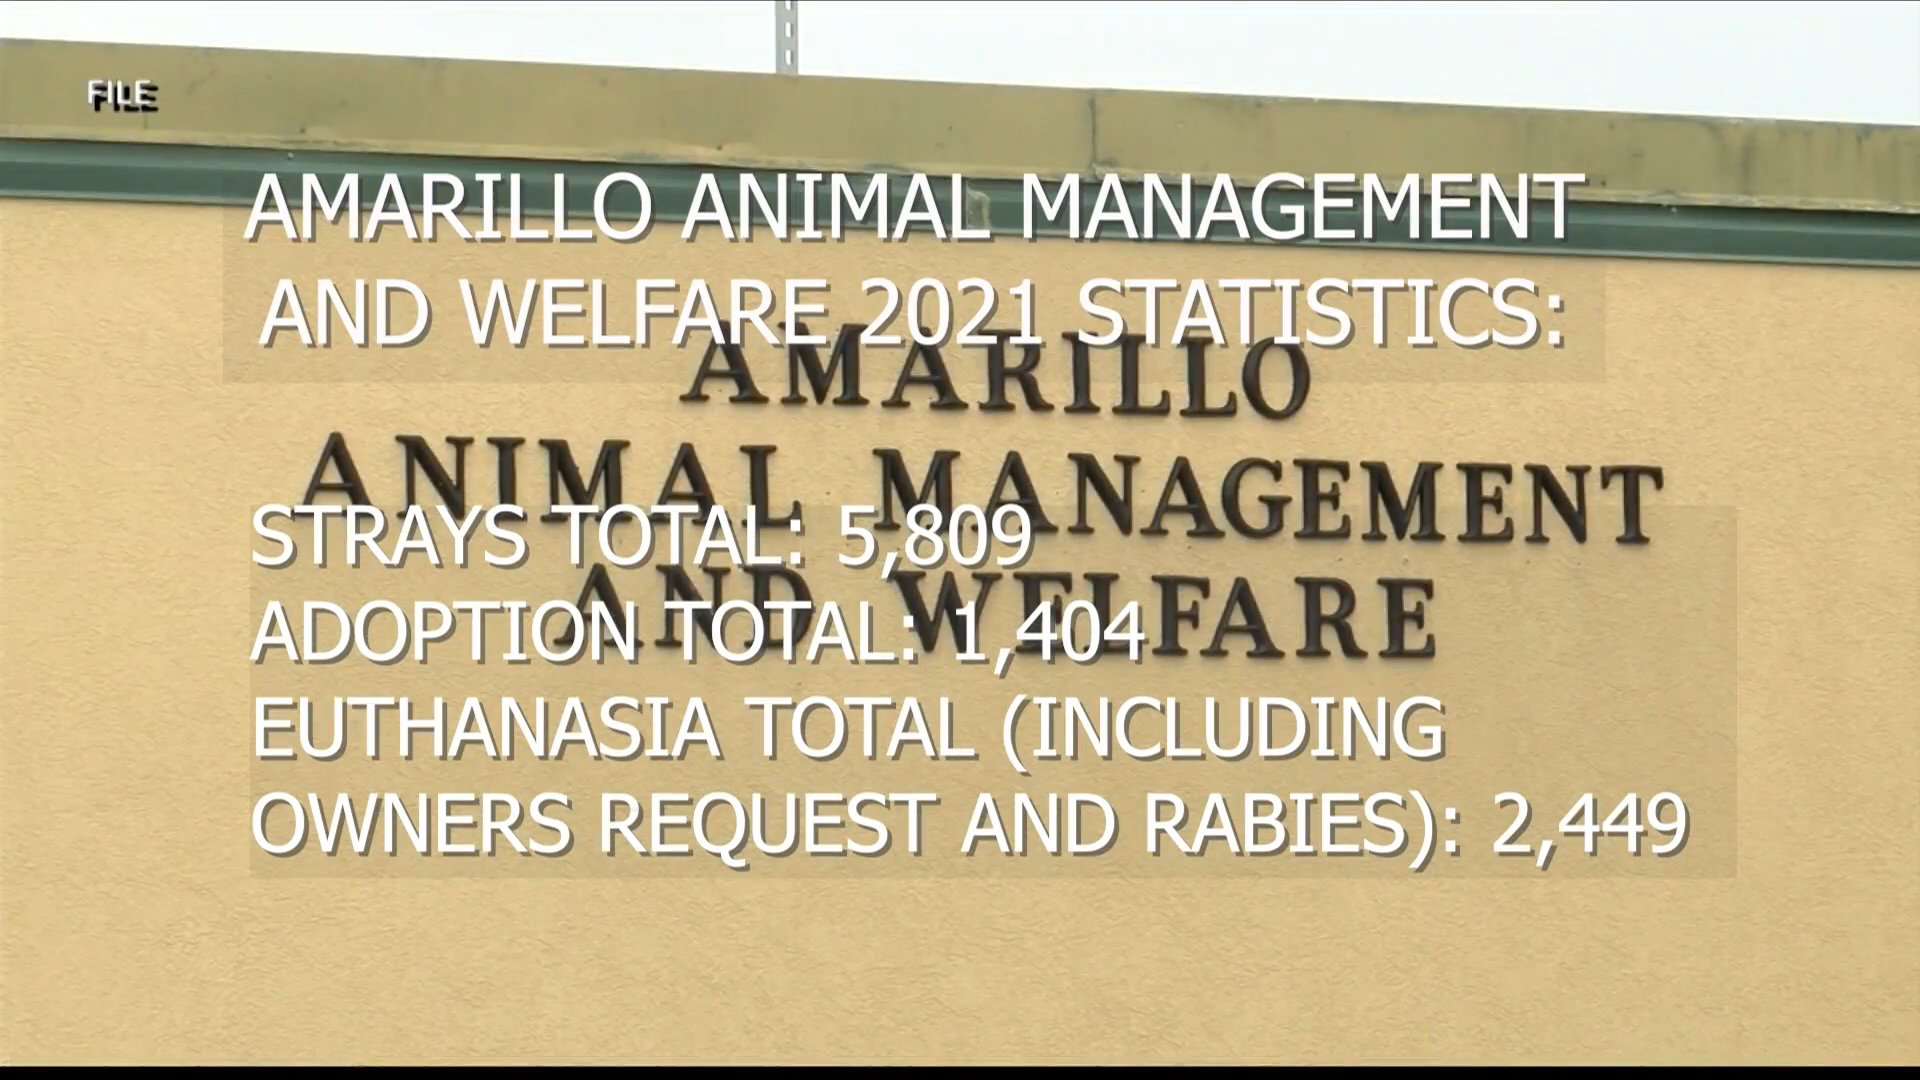 FILE
AMARILLO ANIMAL MANAGEMENT
AND WELFARE 2021 STATISTICS:
AMARILLO
ANIMAL MANAGEMENT
AND WELFARE
STRAYS TOTAL: 5,809
ADOPTION TOTAL: 1,404
EUTHANASIA TOTAL (INCLUDING
OWNERS REQUEST AND RABIES): 2,449